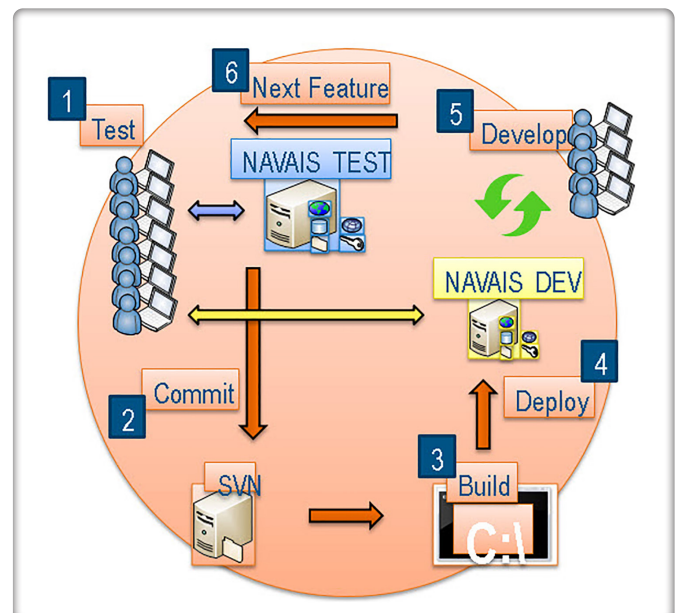 6
Next Feature
1
Test
5
Develop
NAVAIS TEST
NAVAIS DEV
4
Deploy
Commit
2
3
Build
SVN
C:\